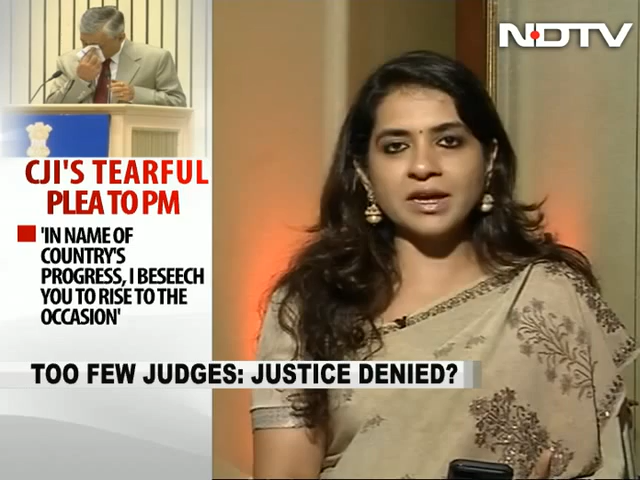 NDTV
CJI'S TEARFUL
PLEA TO PM
'IN NAME OF
COUNTRY'S
PROGRESS, I BESEECH
YOU TO RISE TO THE
OCCASION'
TOO FEW JUDGES: JUSTICE DENIED?